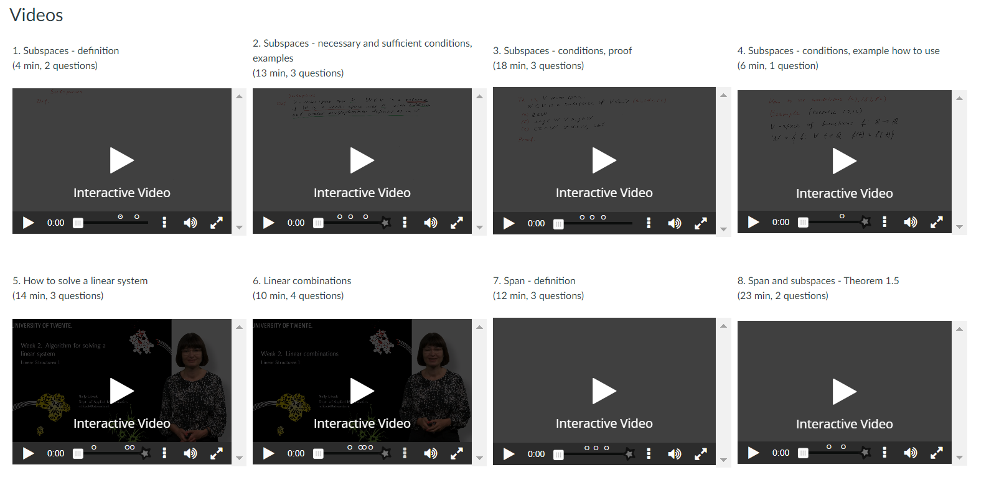 Videos
1. Subspaces - definition
(4 min, 2 questions)
2. Subspaces - necessary and sufficient conditions,
examples
(13 min, 3 questions)
3. Subspaces - conditions, proof
(18 min, 3 questions)
4. Subspaces - conditions, example how to use
(6 min, 1 question)
Subspaces
Def
Interactive Video
0:00
Subspaces
Def
Interactive Video
0:00
Interactive Video
0:00
Example (exercise
Interactive Video
0:00
5. How to solve a linear system
(14 min, 3 questions)
6. Linear combinations
(10 min, 4 questions)
7. Span - definition
(12 min, 3 questions)
8. Span and subspaces - Theorem 1.5
(23 min, 2 questions)
UNIVERSITY OF TWENTE.
Week 2. Algorithm for solving a
linear system
Linear Structures 1
Interactive Video
0:00
UNIVERSITY OF TWENTE.
Week 2. Linear combinations
Linear Structures 1
Interactive Video
0:00
Interactive Video
0:00
Interactive Video
0:00